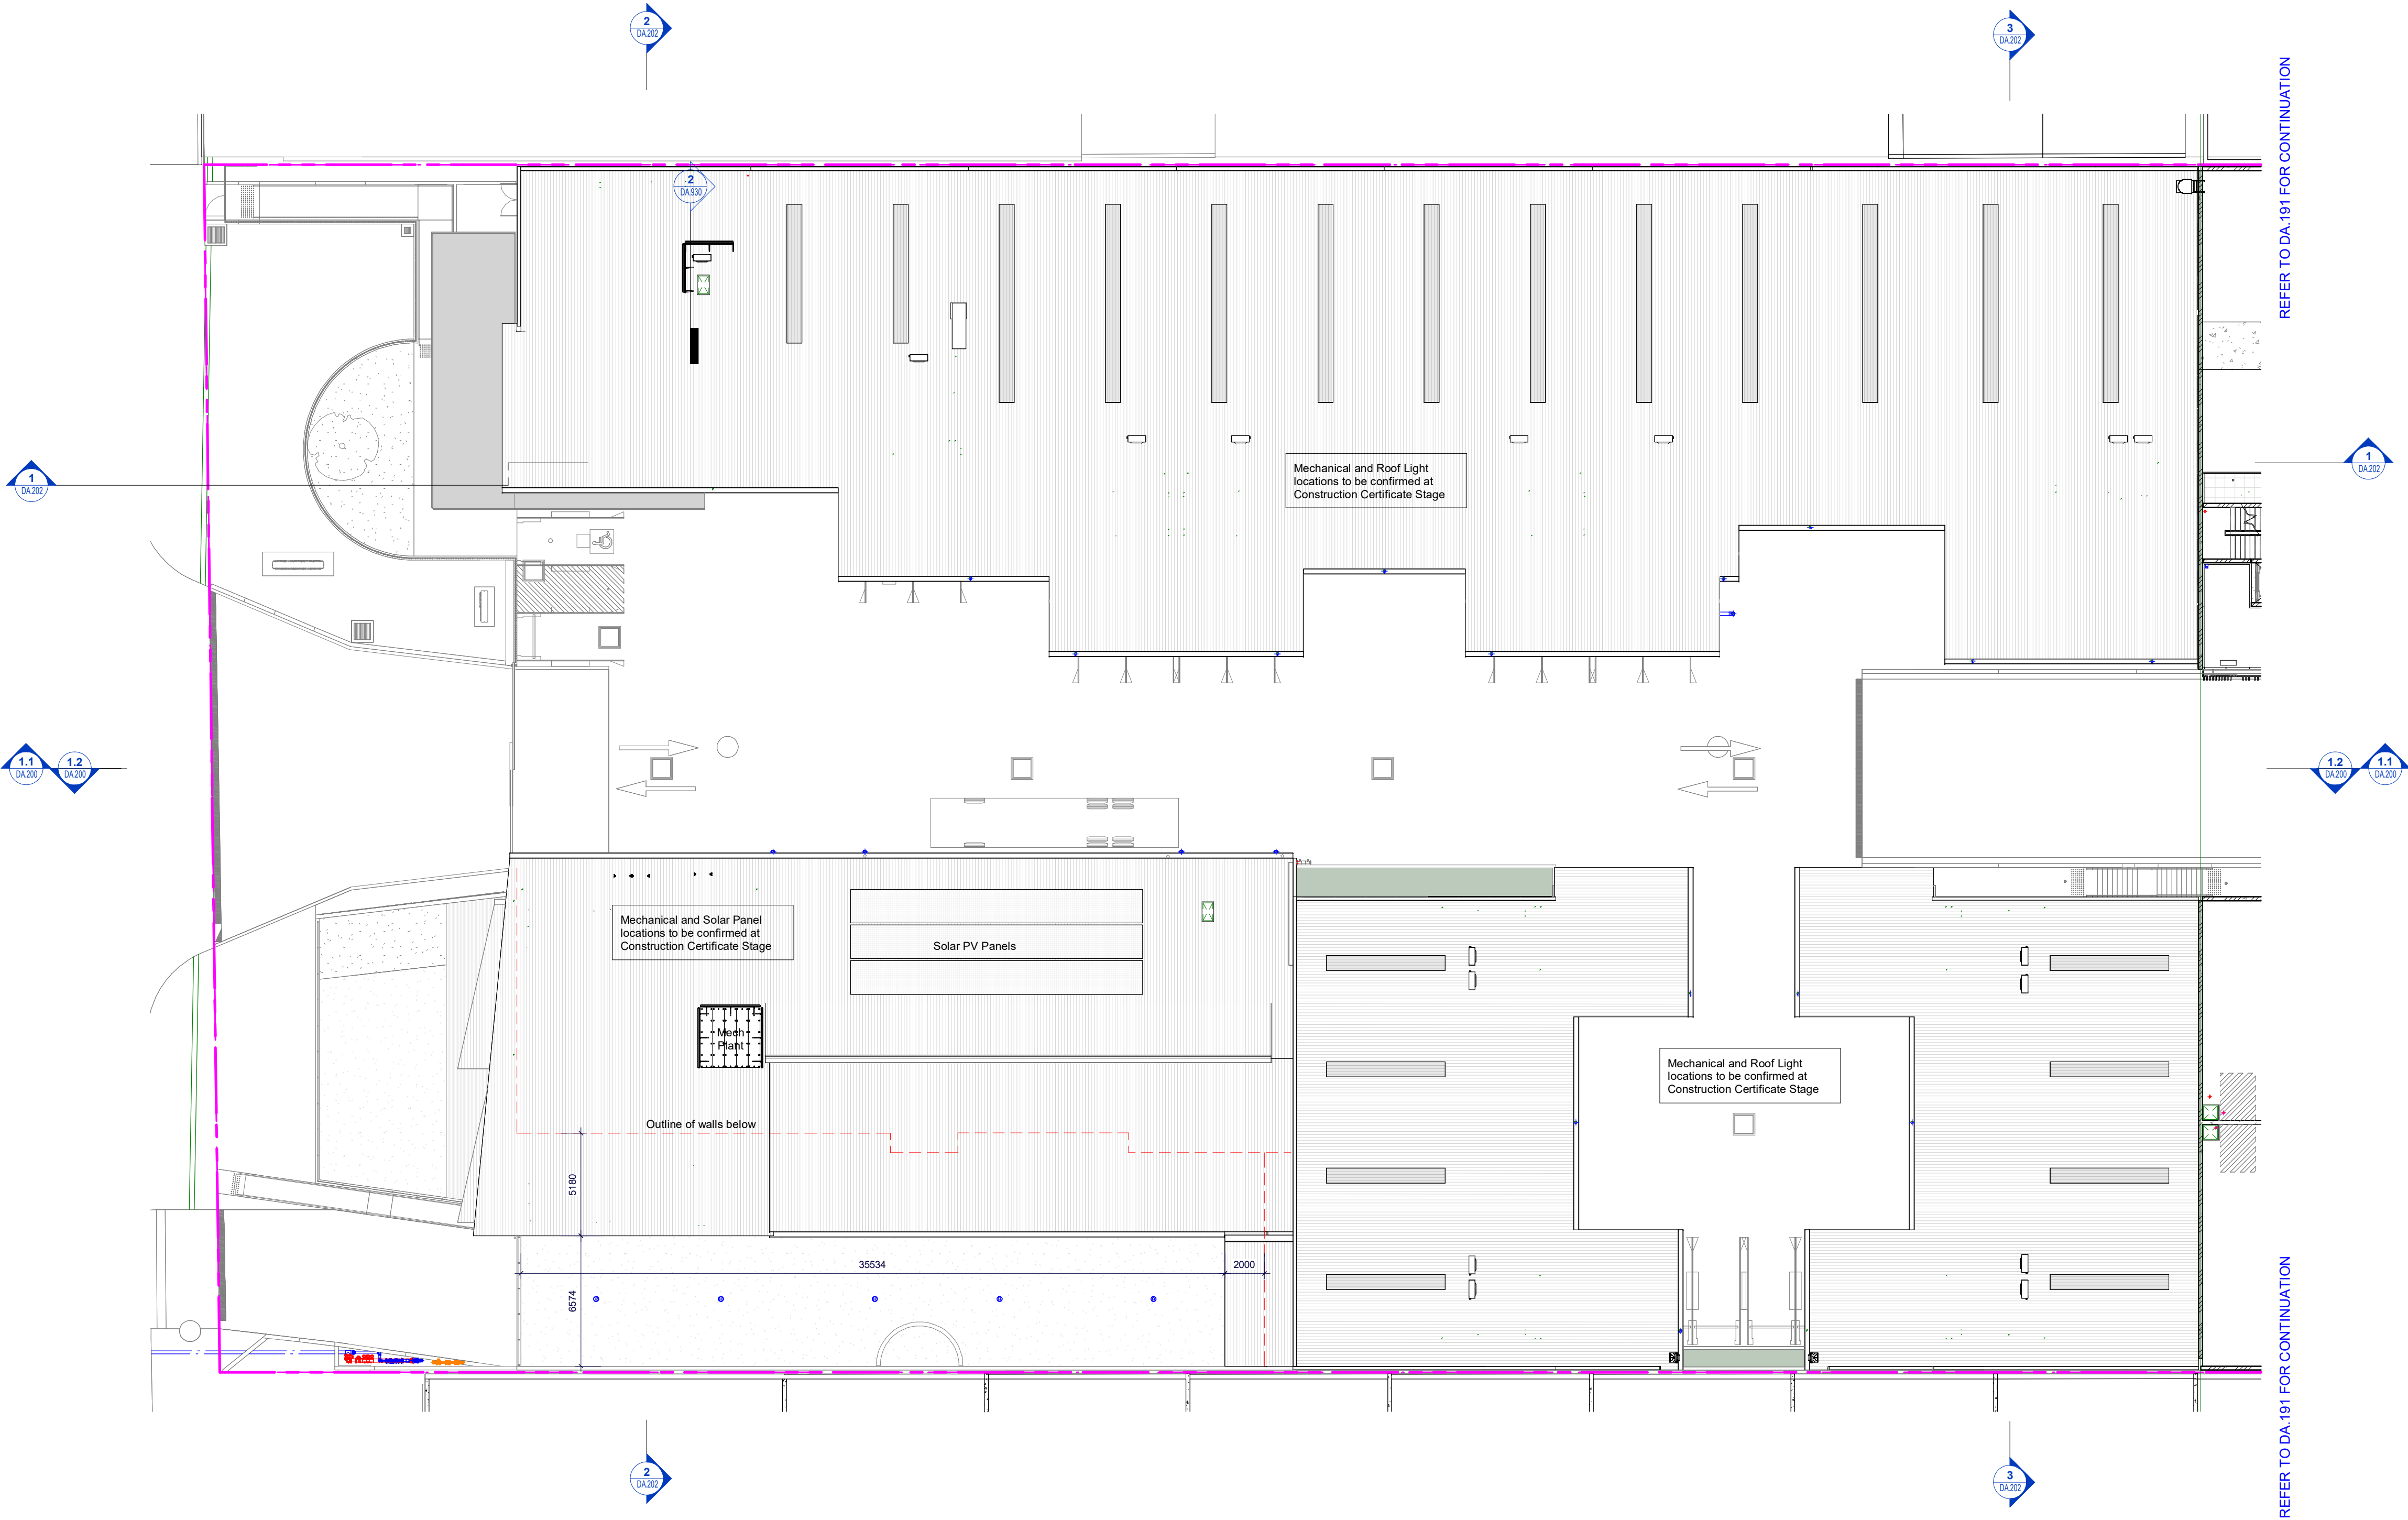 2
DA.202
3
DA.202
REFER TO DA.191 FOR CONTINUATION
2
DA.930
1
DA.202
1
DA.202
Mechanical and Roof Light
locations to be confirmed at
Construction Certificate Stage
1.1
DA.200
1.2
DA.200
1.2
DA.200
1.1
DA.200
Mechanical and Solar Panel
locations to be confirmed at
Construction Certificate Stage
Solar PV Panels
Mech
Plant
Mechanical and Roof Light
locations to be confirmed at
Construction Certificate Stage
Outline of walls below
5180
35534
2000
6574
REFER TO DA.191 FOR CONTINUATION
2
DA.202
3
DA.202